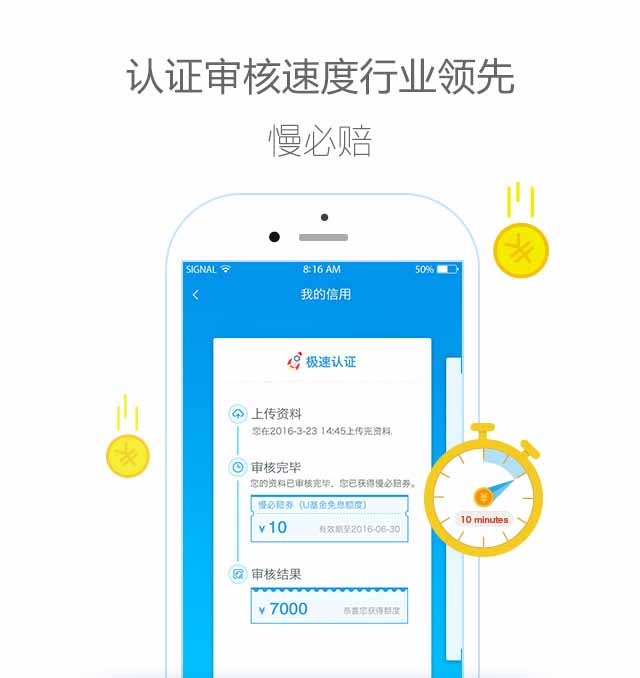 认证审核速度行业领先
慢必赔
SIGNAL 8:16 AM 50%
我的信用
极速认证
上传资料
您在2016-3-23 14:45上传完资料.
审核完毕
您的资料已审核完毕，您已获得慢必赔券。
慢必赔券（U基金免息额度）
¥ 10 有效期至2016-06-30
10 minutes
审核结果
¥ 7000 恭喜您获得额度